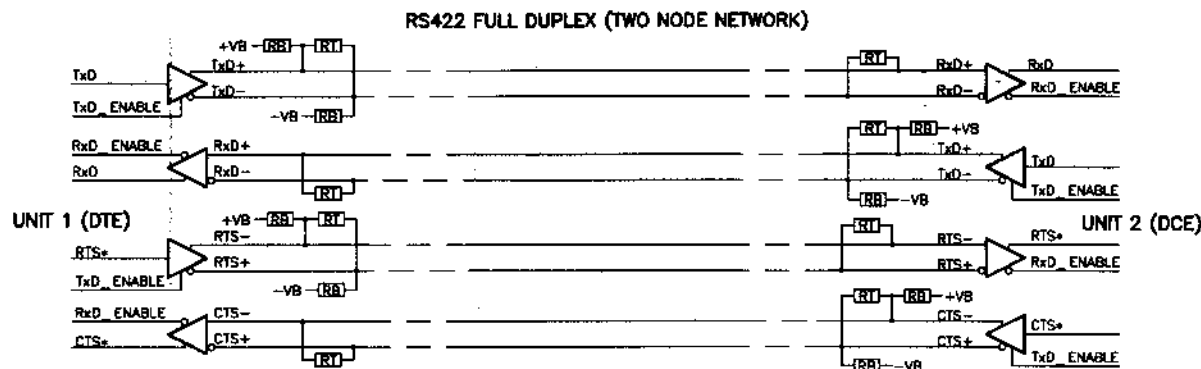 RS422 FULL DUPLEX (TWO NODE NETWORK)
+VB RB RT
TxD TxD+ RT RxD+ RxD
TxD- RxD- RxD_ENABLE
TxD_ENABLE -VB RB
RxD_ENABLE RxD+ RT RB +VB
TxD+
RxD RxD- TxD- TxD
RT TxD_ENABLE
RB -VB
UNIT 1 (DTE) +VB RB RT UNIT 2 (DCE)
RTS* RTS- RT RTS- RTS*
RTS+ RTS+ RxD_ENABLE
TxD_ENABLE -VB RB
RxD_ENABLE CTS- RT RB +VB
CTS-
CTS* CTS+ CTS+ CTS*
RT TxD_ENABLE
RB -VB